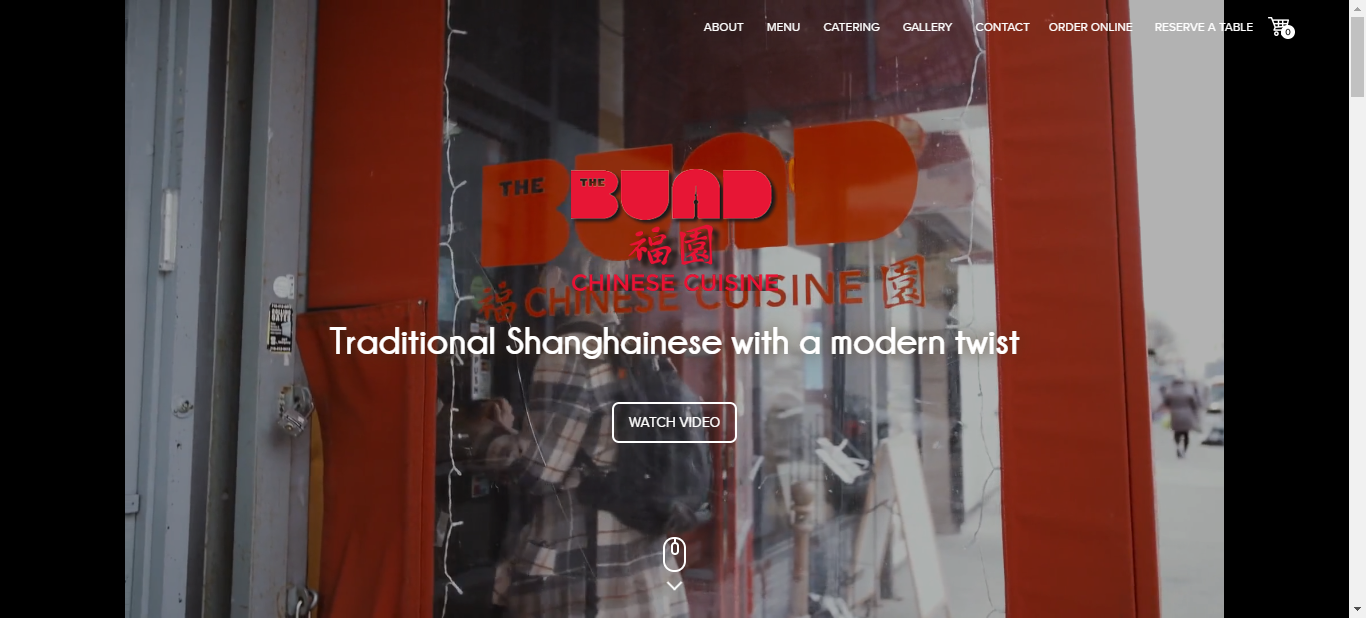 ABOUT MENU CATERING GALLERY CONTACT ORDER ONLINE RESERVE A TABLE 0
THE BUND
THE BUND
福園
CHINESE CUISINE
福 CHINESE CUISINE 園
Traditional Shanghainese with a modern twist
WATCH VIDEO